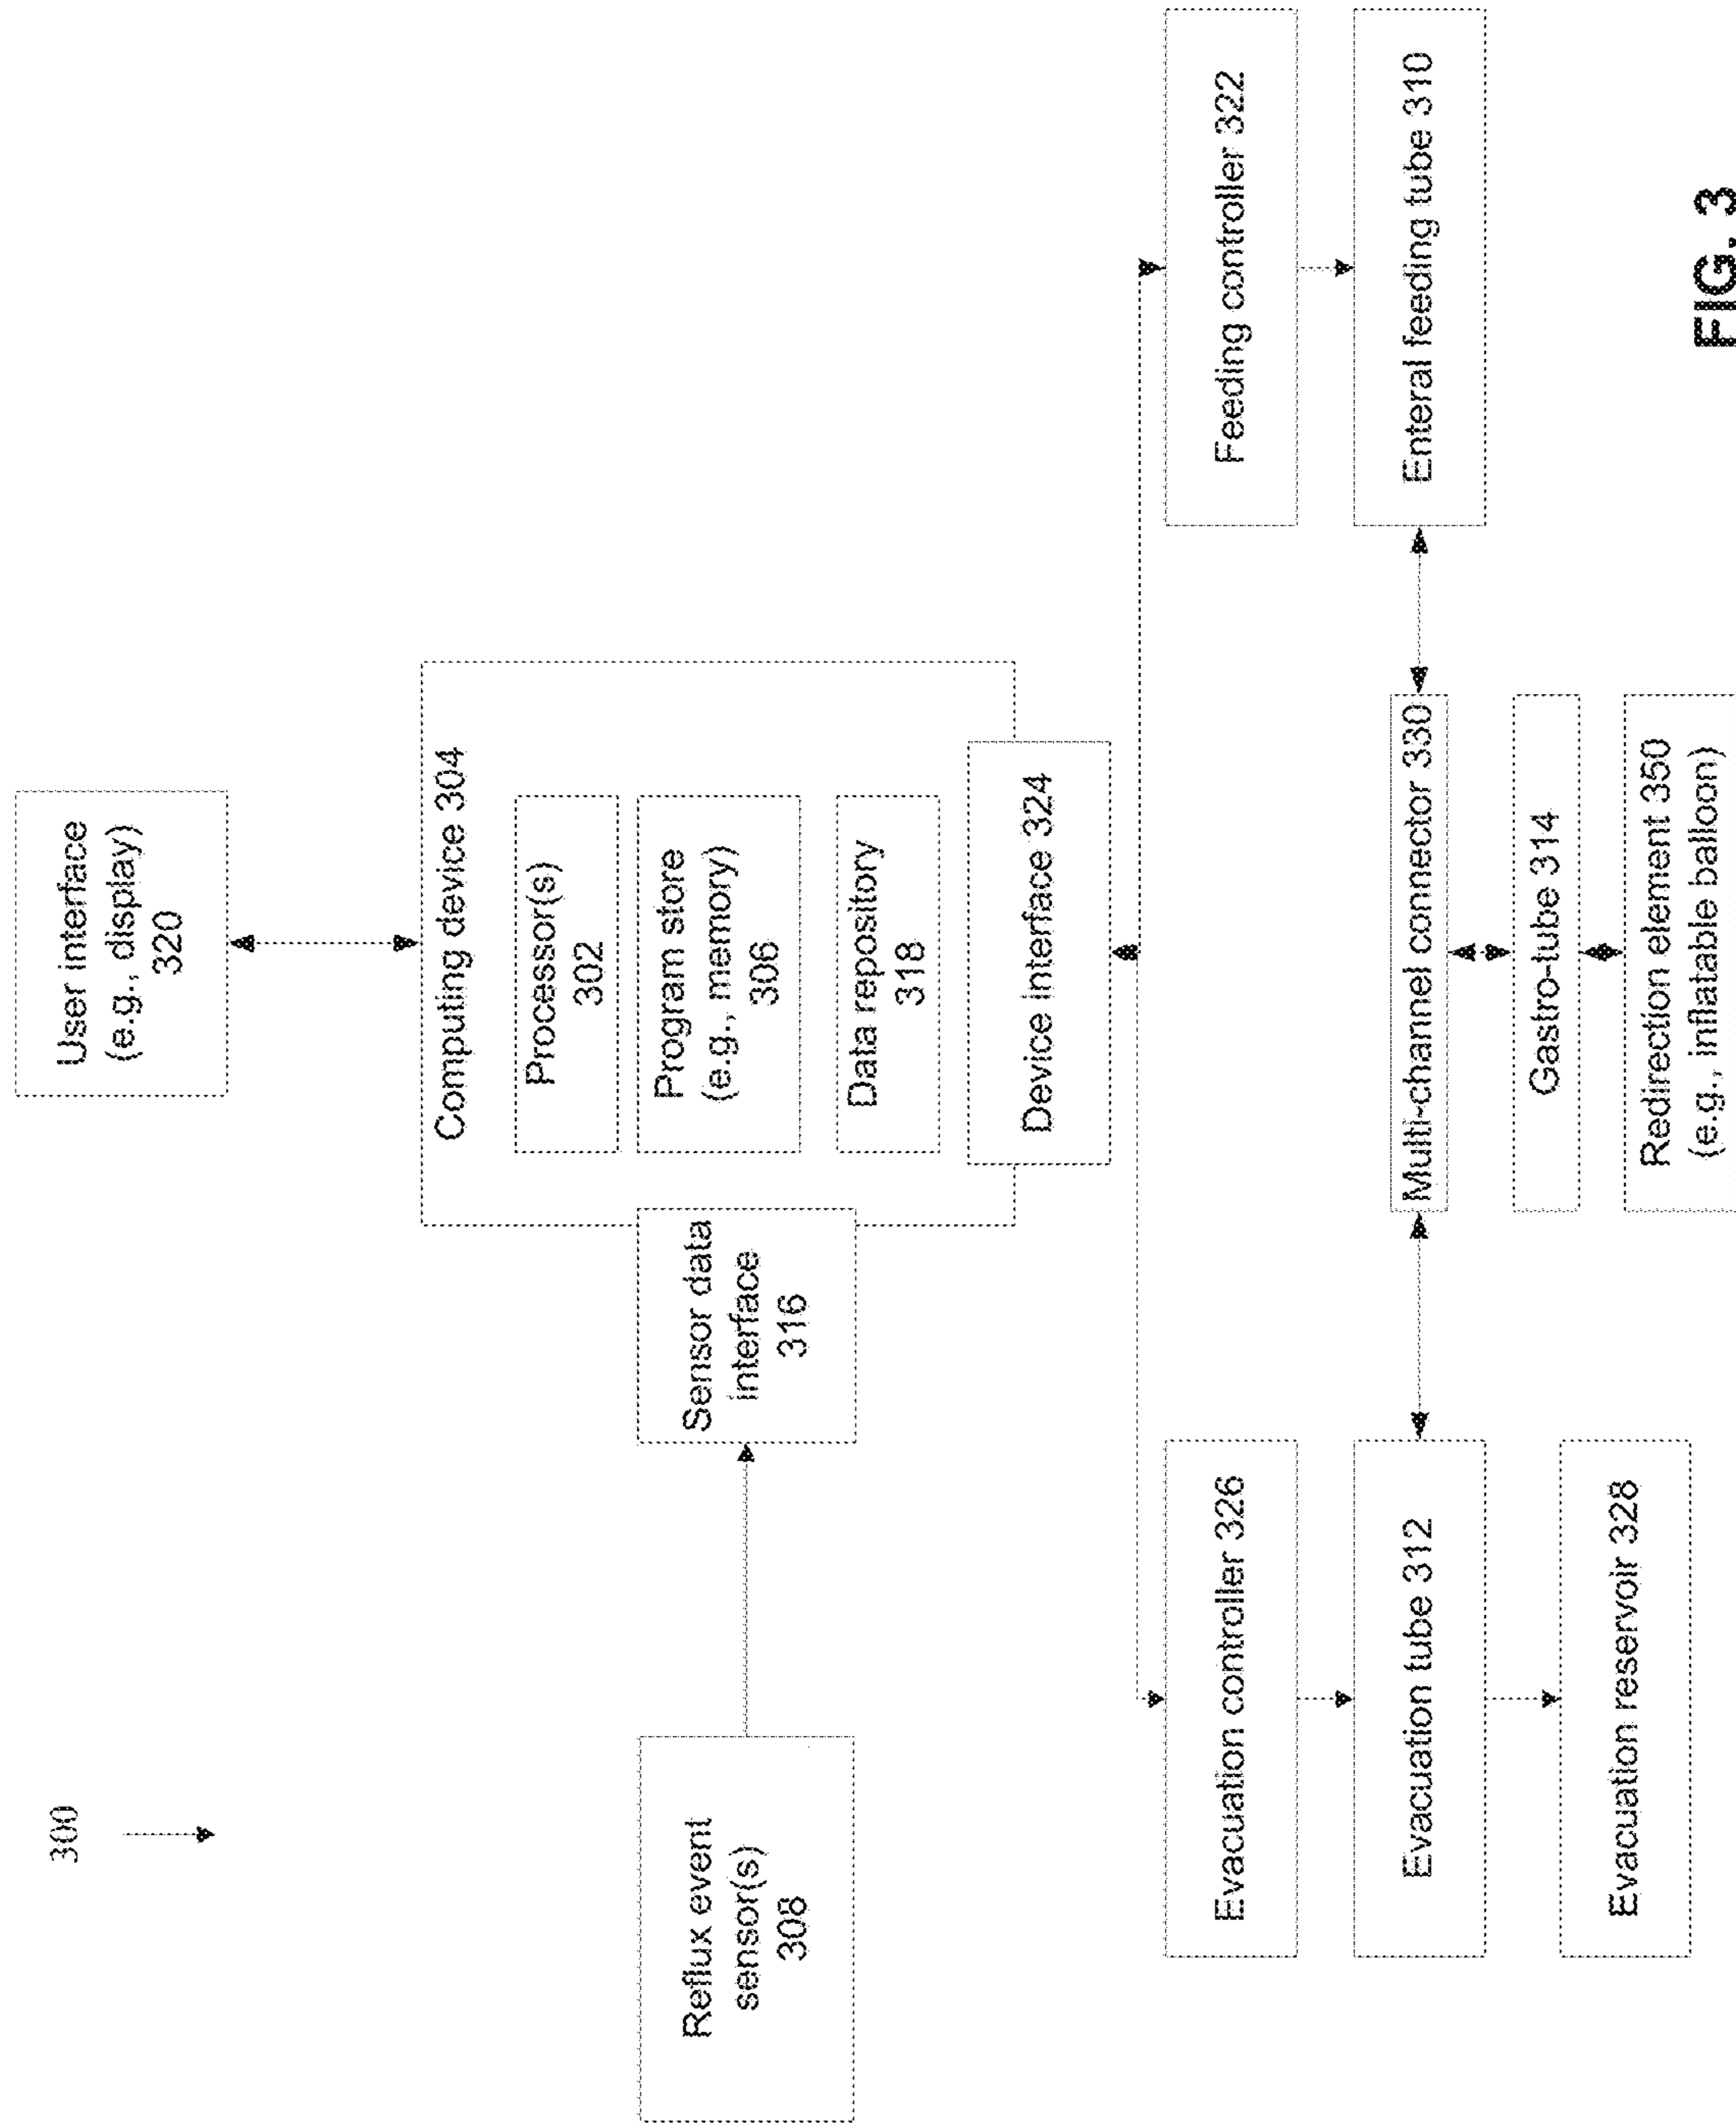 300
User interface
(e.g., display)
320
Computing device 304
Processor(s)
302
Program store
(e.g., memory)
306
Data repository
318
Device interface 324
Reflux event
sensor(s)
308
Sensor data
interface
316
Evacuation controller 326
Evacuation tube 312
Evacuation reservoir 328
Multi-channel connector 330
Gastro-tube 314
Redirection element 350
(e.g., inflatable balloon)
Feeding controller 322
Enteral feeding tube 310
FIG. 3